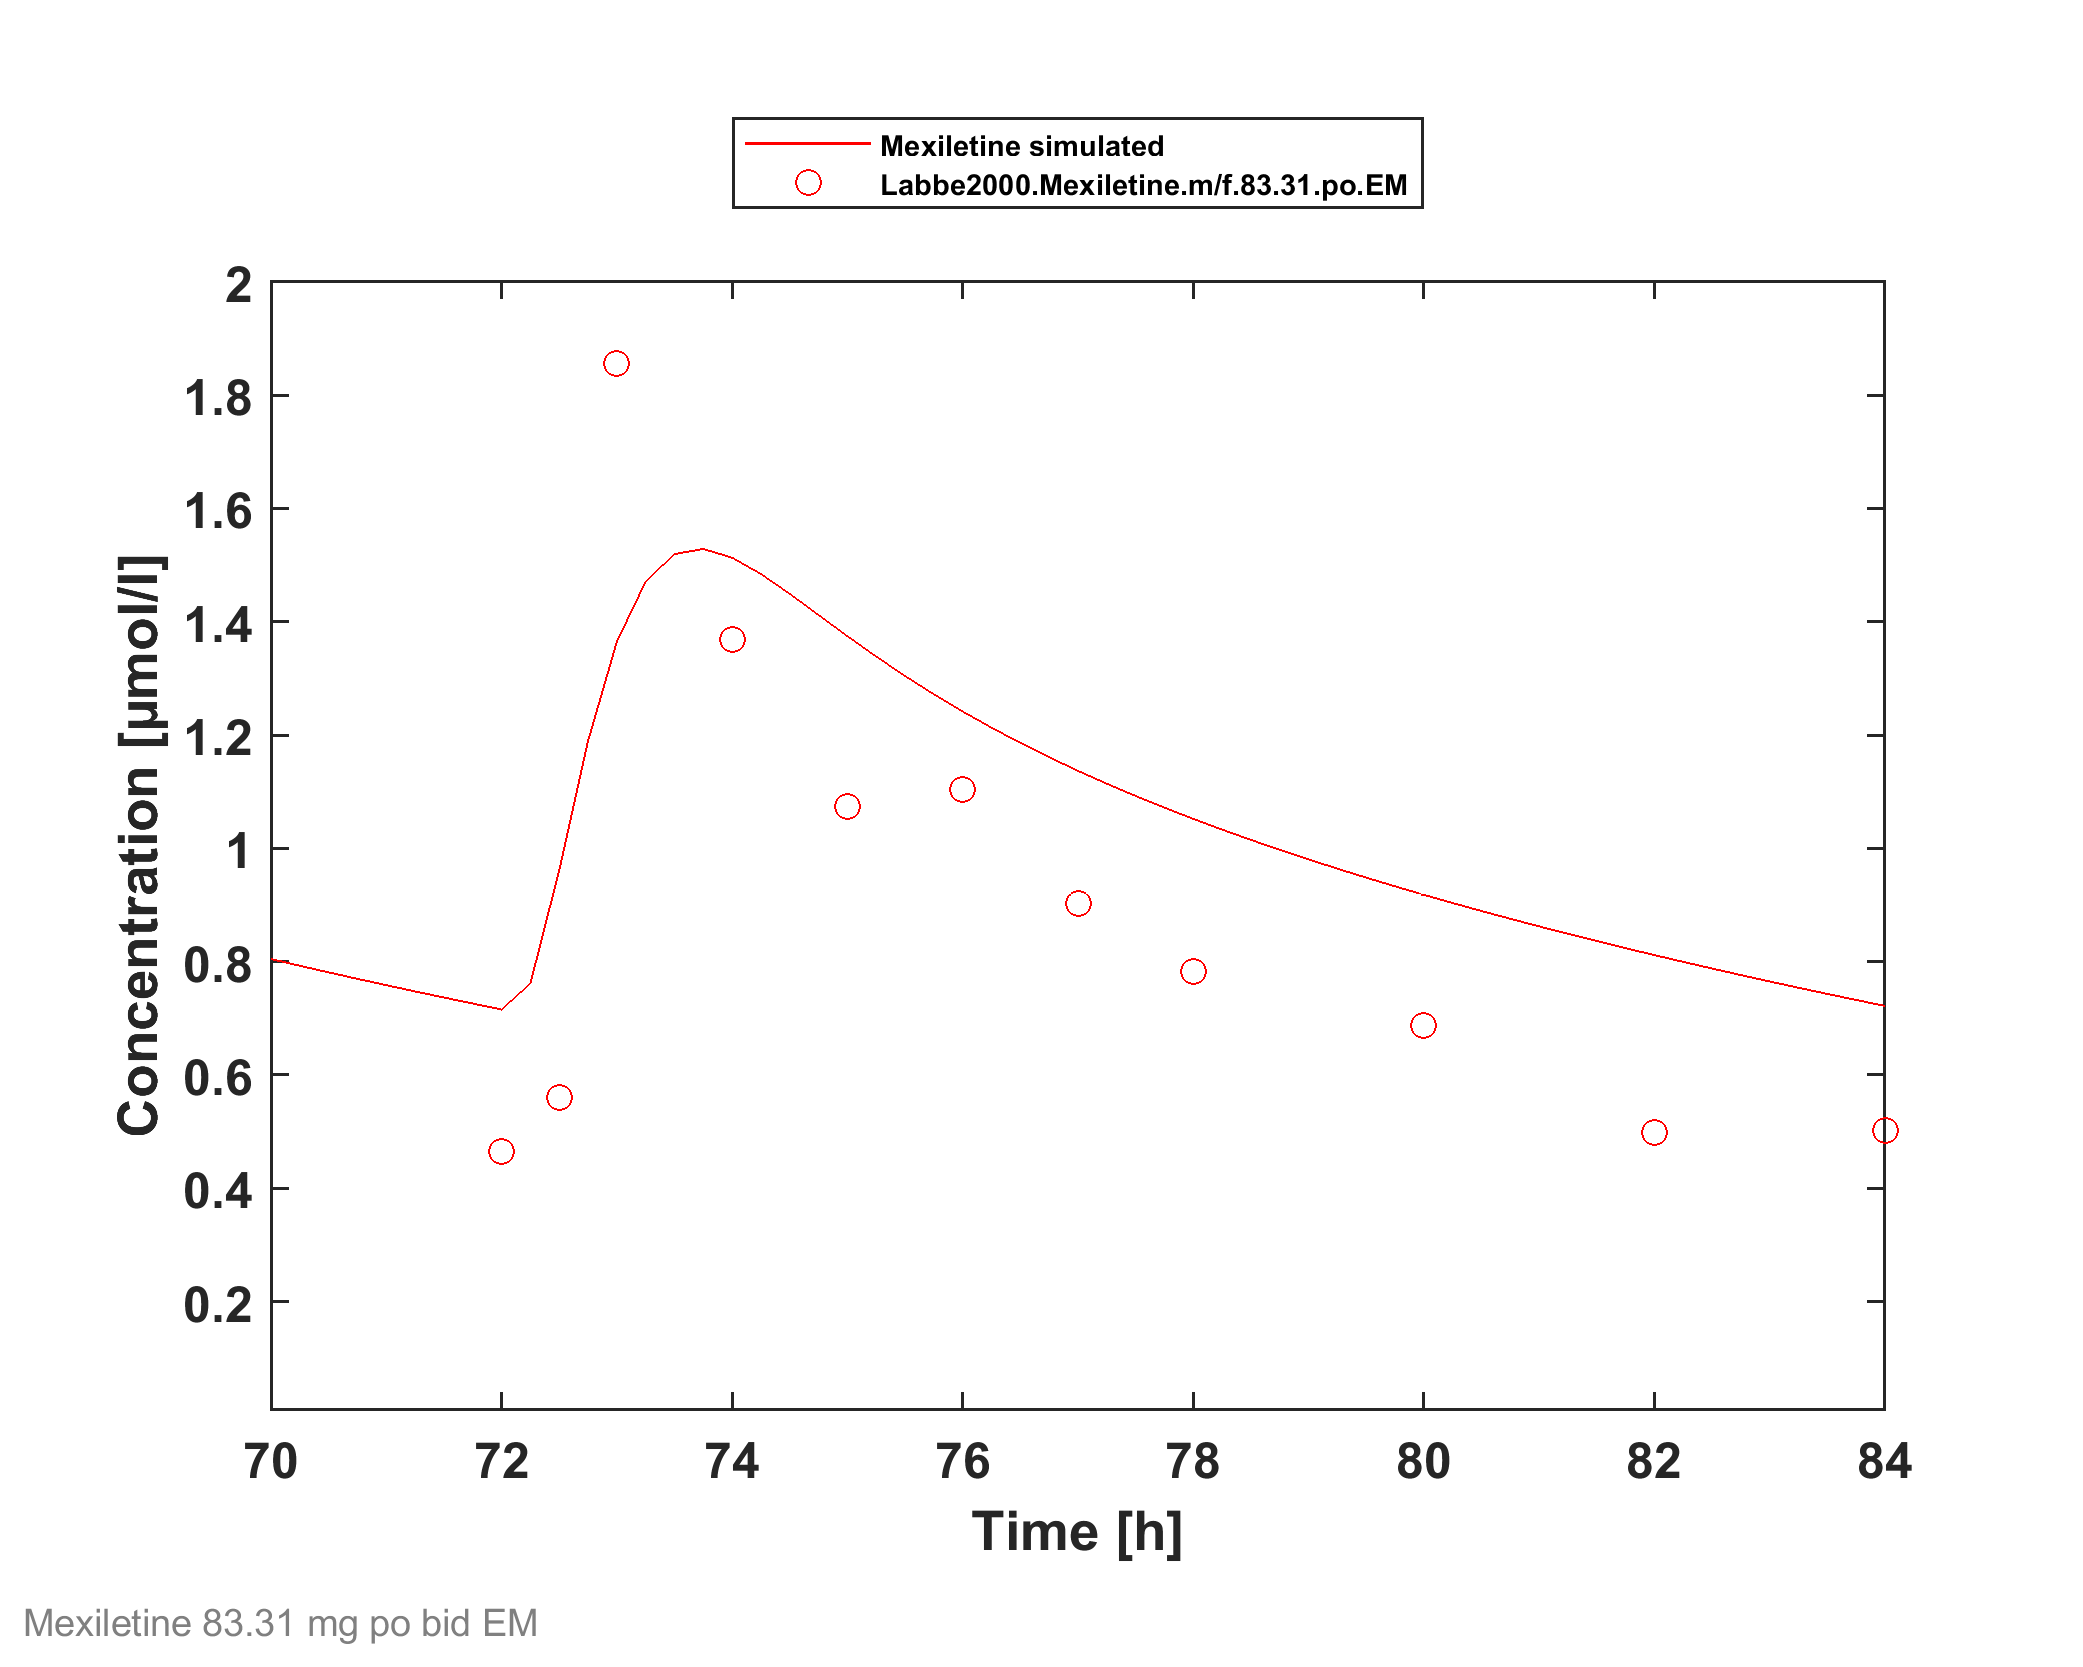 Mexiletine simulated
Labbe2000.Mexiletine.m/f.83.31.po.EM
2
1.8
1.6
1.4
1.2
1
0.8
0.6
0.4
0.2
Concentration [µmol/l]
70 72 74 76 78 80 82 84
Time [h]
Mexiletine 83.31 mg po bid EM